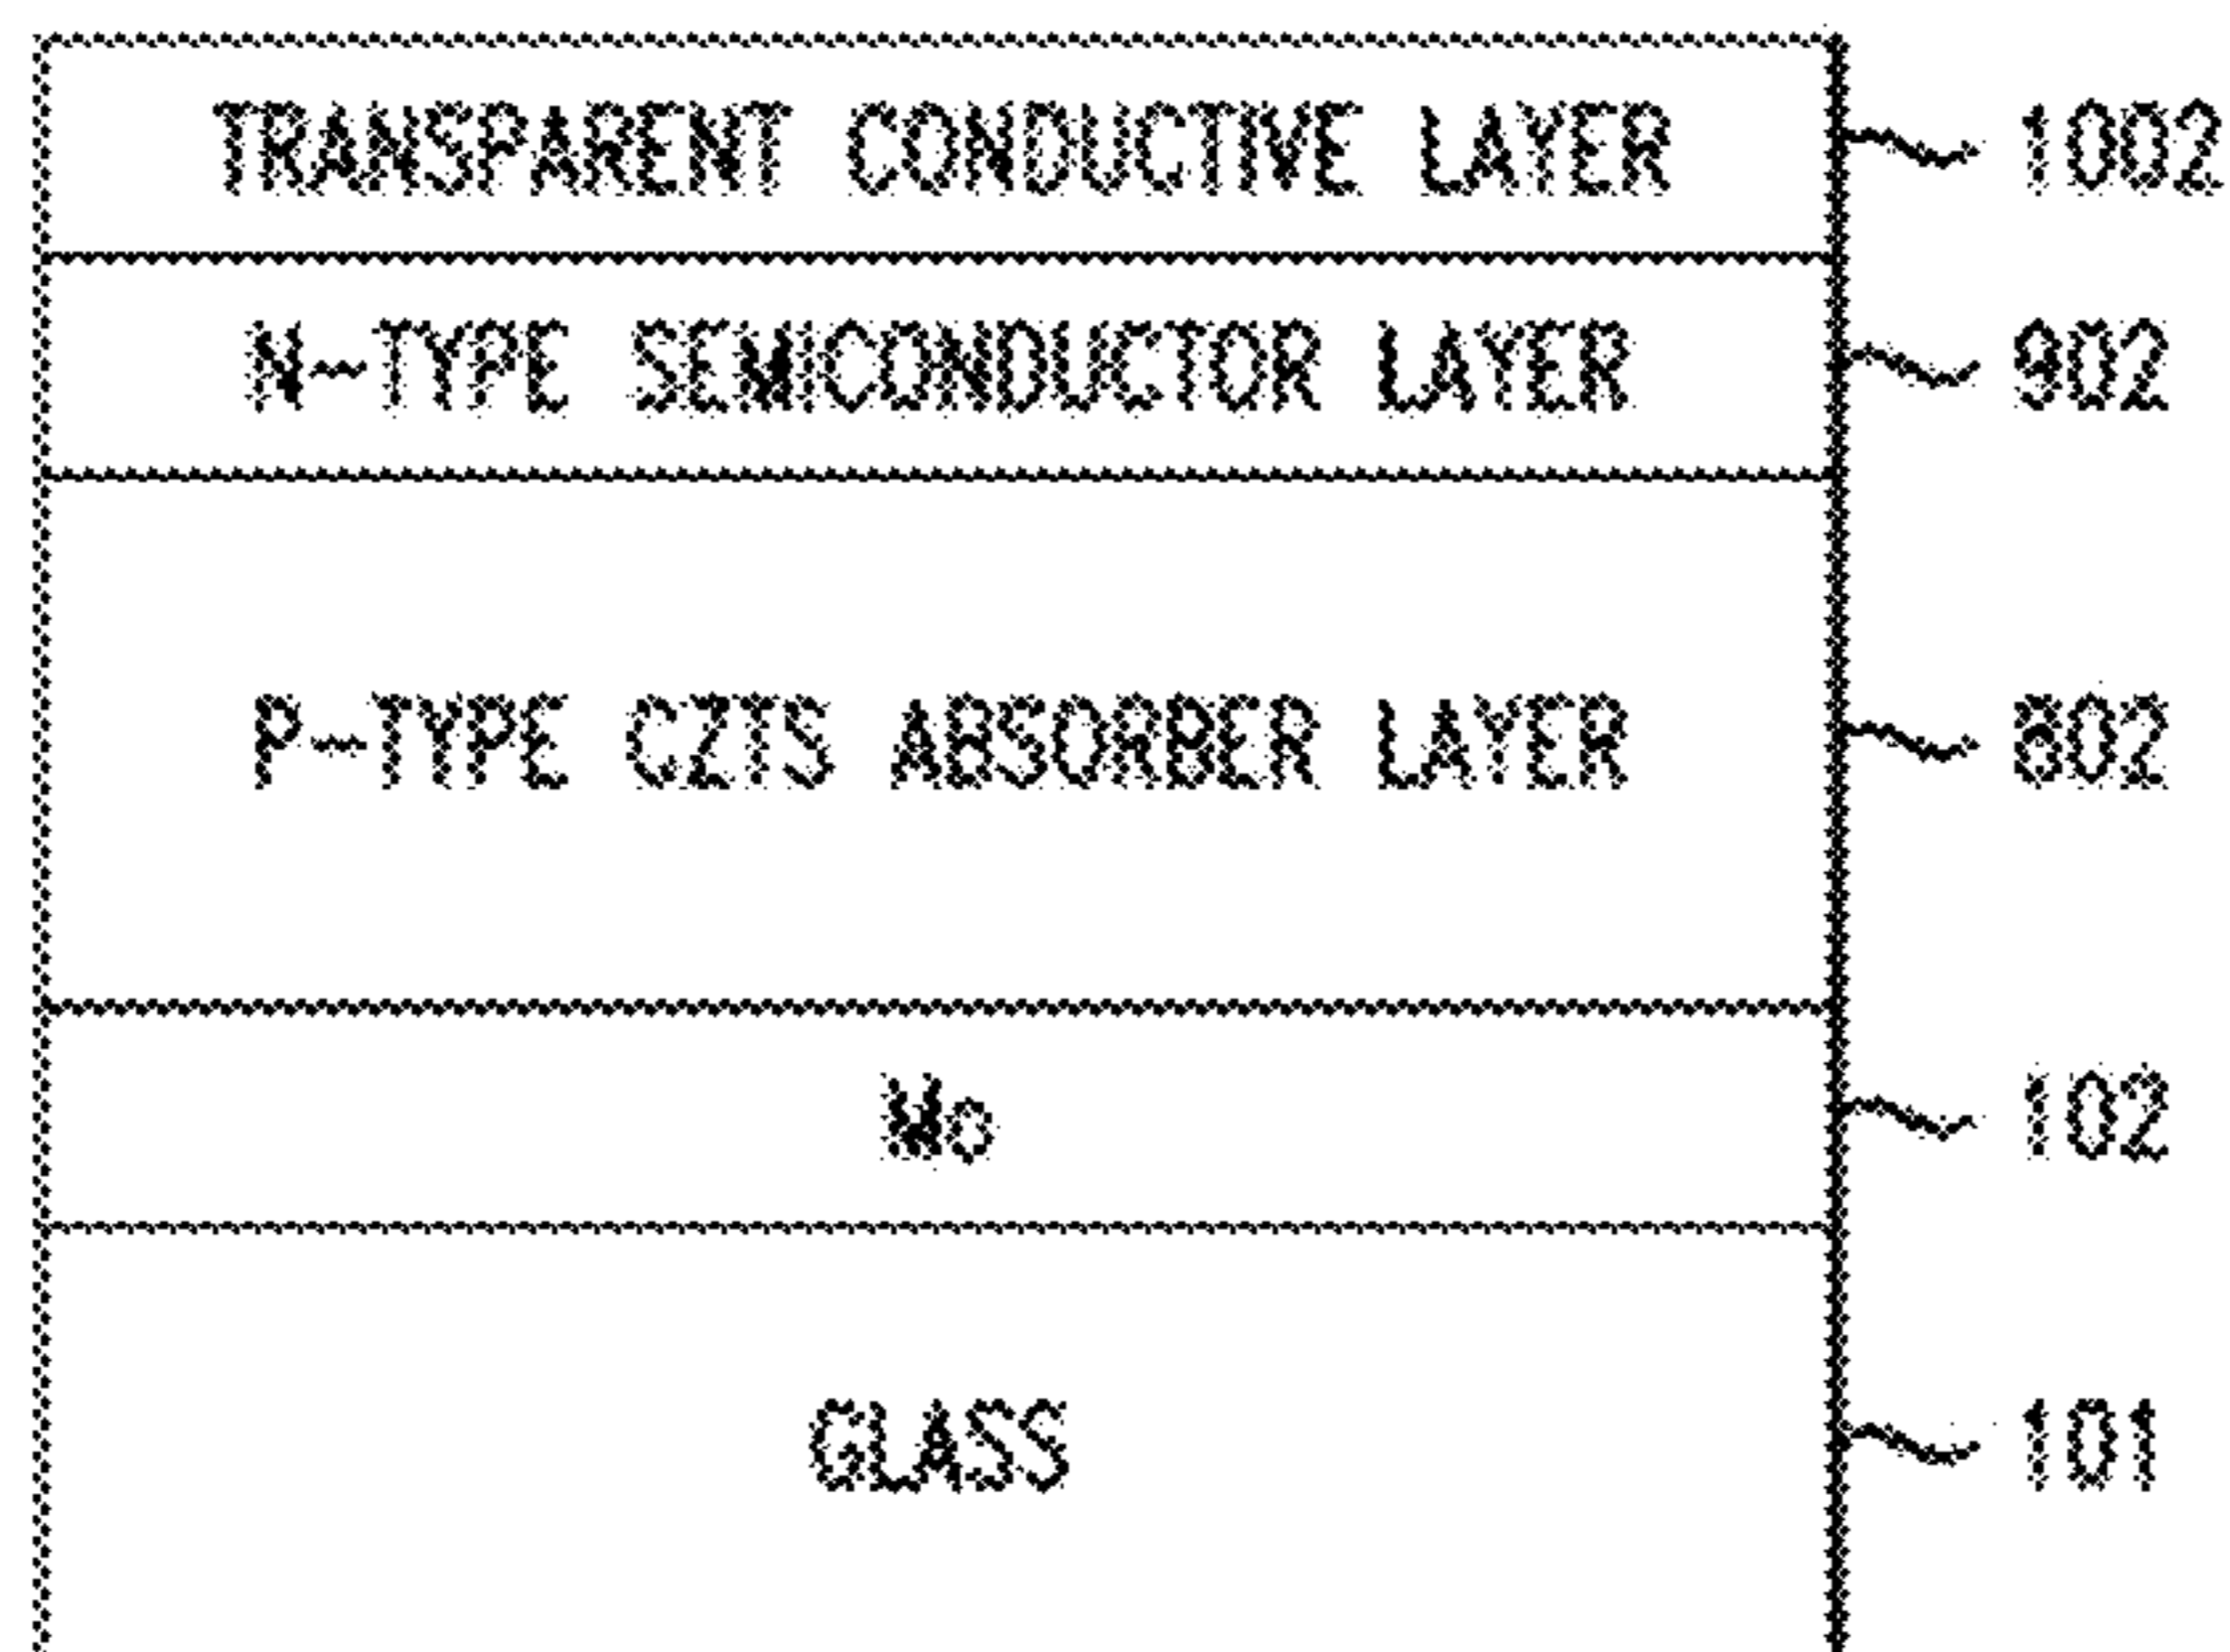 TRANSPARENT CONDUCTIVE LAYER 1002
N-TYPE SEMICONDUCTOR LAYER 902
P-TYPE CZTS ABSORBER LAYER 802
Mo 102
GLASS 101